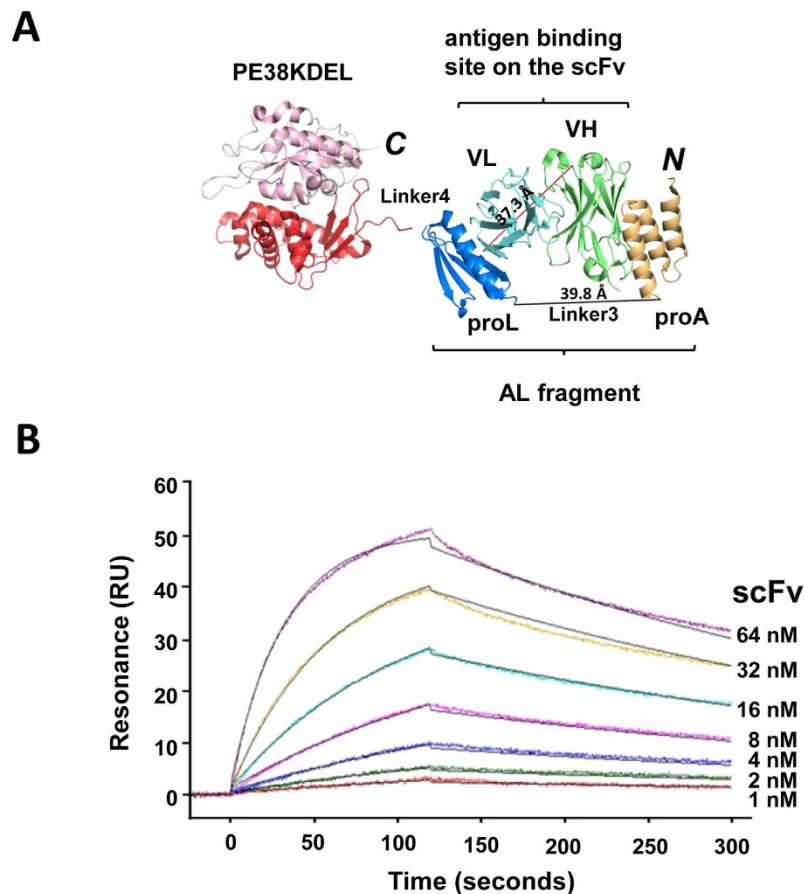 A
antigen binding
site on the scFv
PE38KDEL
VH
C
VL
N
Linker4
37.3 Å
39.8 Å
Linker3
proL
proA
AL fragment
B
60
50
40
30
20
10
0
Resonance (RU)
scFv
64 nM
32 nM
16 nM
8 nM
4 nM
2 nM
1 nM
0 50 100 150 200 250 300
Time (seconds)